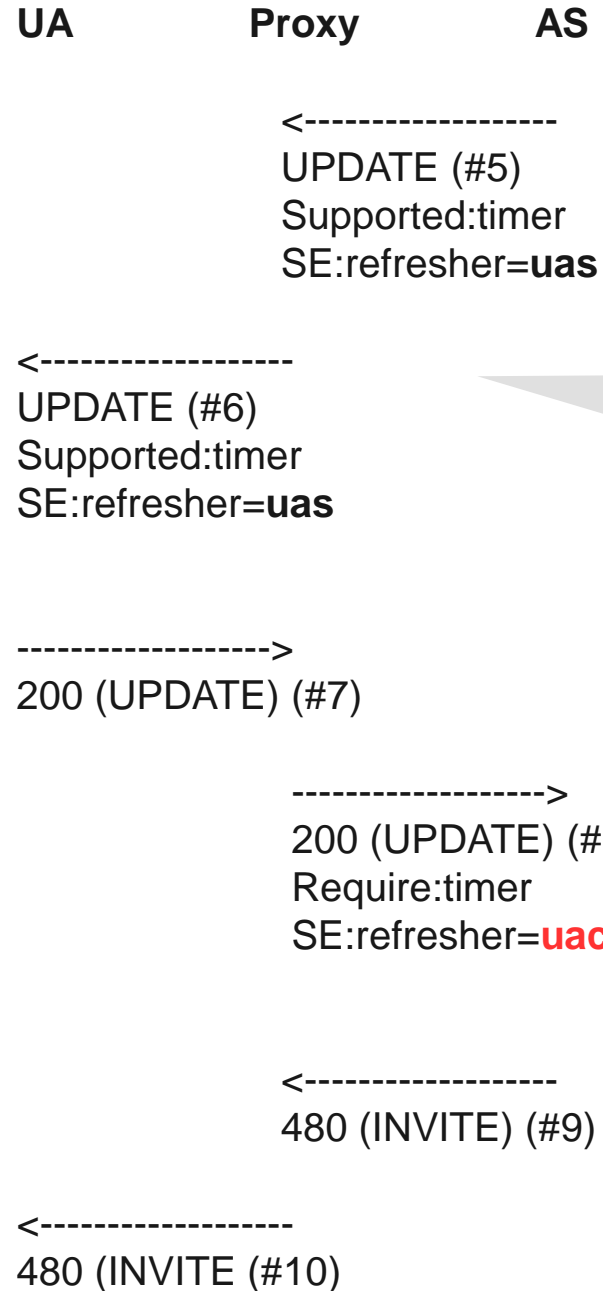 UA Proxy AS
<-------------------
UPDATE (#5)
Supported:timer
SE:refresher=uas
<-------------------
UPDATE (#6)
Supported:timer
SE:refresher=uas
------------------->
200 (UPDATE) (#7)
------------------->
200 (UPDATE) (#
Require:timer
SE:refresher=uac
<-------------------
480 (INVITE) (#9)
<-------------------
480 (INVITE (#10)